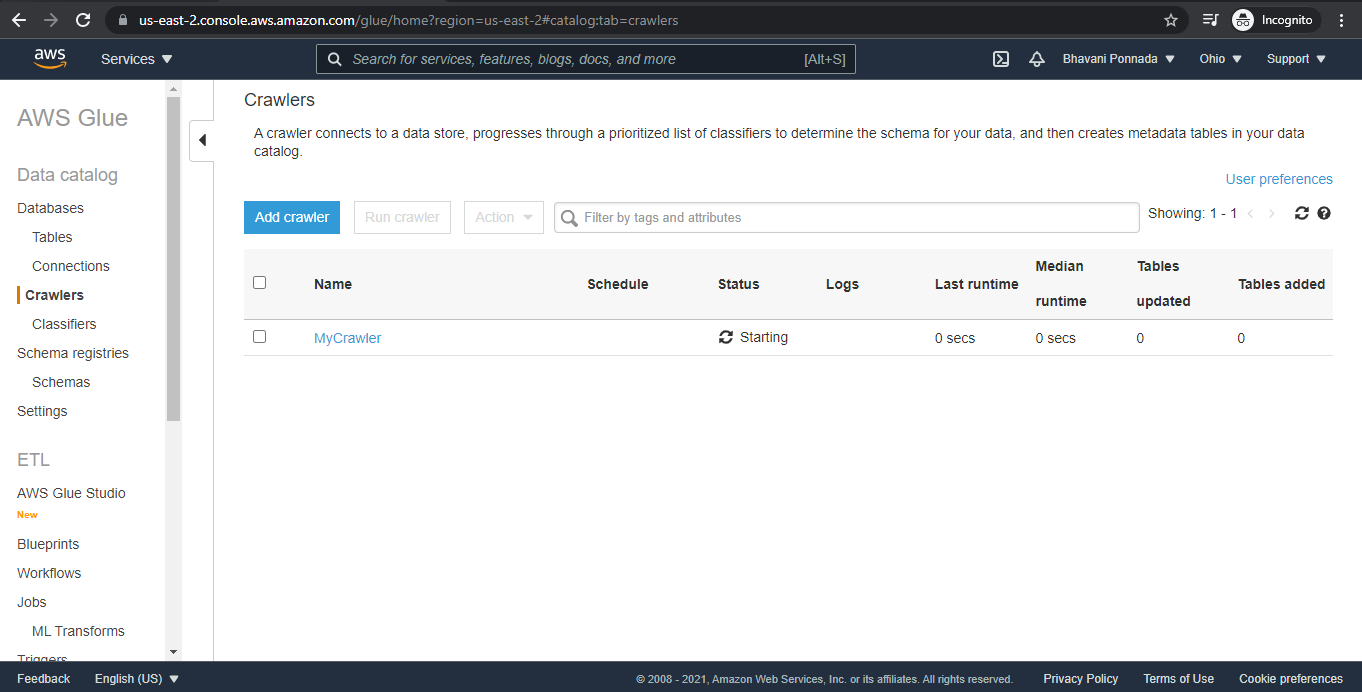 us-east-2.console.aws.amazon.com/glue/home?region=us-east-2#catalog:tab=crawlers
Incognito
aws
Services
Search for services, features, blogs, docs, and more
[Alt+S]
Bhavani Ponnada
Ohio
Support
AWS Glue
Data catalog
Databases
Tables
Connections
Crawlers
Classifiers
Schema registries
Schemas
Settings
ETL
AWS Glue Studio
New
Blueprints
Workflows
Jobs
ML Transforms
Triggers
Crawlers
A crawler connects to a data store, progresses through a prioritized list of classifiers to determine the schema for your data, and then creates metadata tables in your data
catalog.
User preferences
Add crawler
Run crawler
Action
Filter by tags and attributes
Showing: 1 - 1
Name
Schedule
Status
Logs
Last runtime
Median
runtime
Tables
updated
Tables added
MyCrawler
Starting
0 secs
0 secs
0
0
Feedback
English (US)
© 2008 - 2021, Amazon Web Services, Inc. or its affiliates. All rights reserved.
Privacy Policy
Terms of Use
Cookie preferences